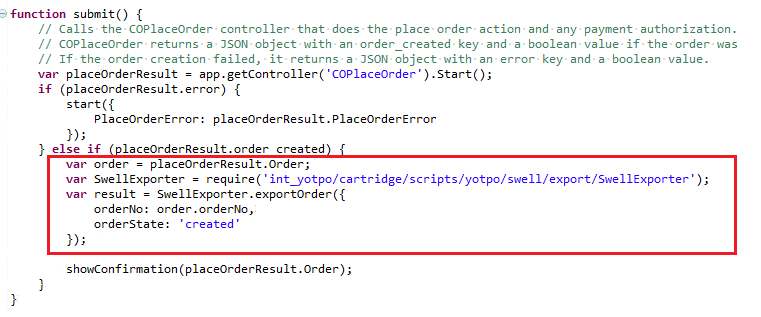 function submit() {
// Calls the COPlaceOrder controller that does the place order action and any payment authorization.
// COPlaceOrder returns a JSON object with an order_created key and a boolean value if the order was
// If the order creation failed, it returns a JSON object with an error key and a boolean value.
var placeOrderResult = app.getController('COPlaceOrder').Start();
if (placeOrderResult.error) {
start({
PlaceOrderError: placeOrderResult.PlaceOrderError
});
} else if (placeOrderResult.order_created) {
var order = placeOrderResult.Order;
var SwellExporter = require('int_yotpo/cartridge/scripts/yotpo/swell/export/SwellExporter');
var result = SwellExporter.exportOrder({
orderNo: order.orderNo,
orderState: 'created'
});
showConfirmation(placeOrderResult.Order);
}
}